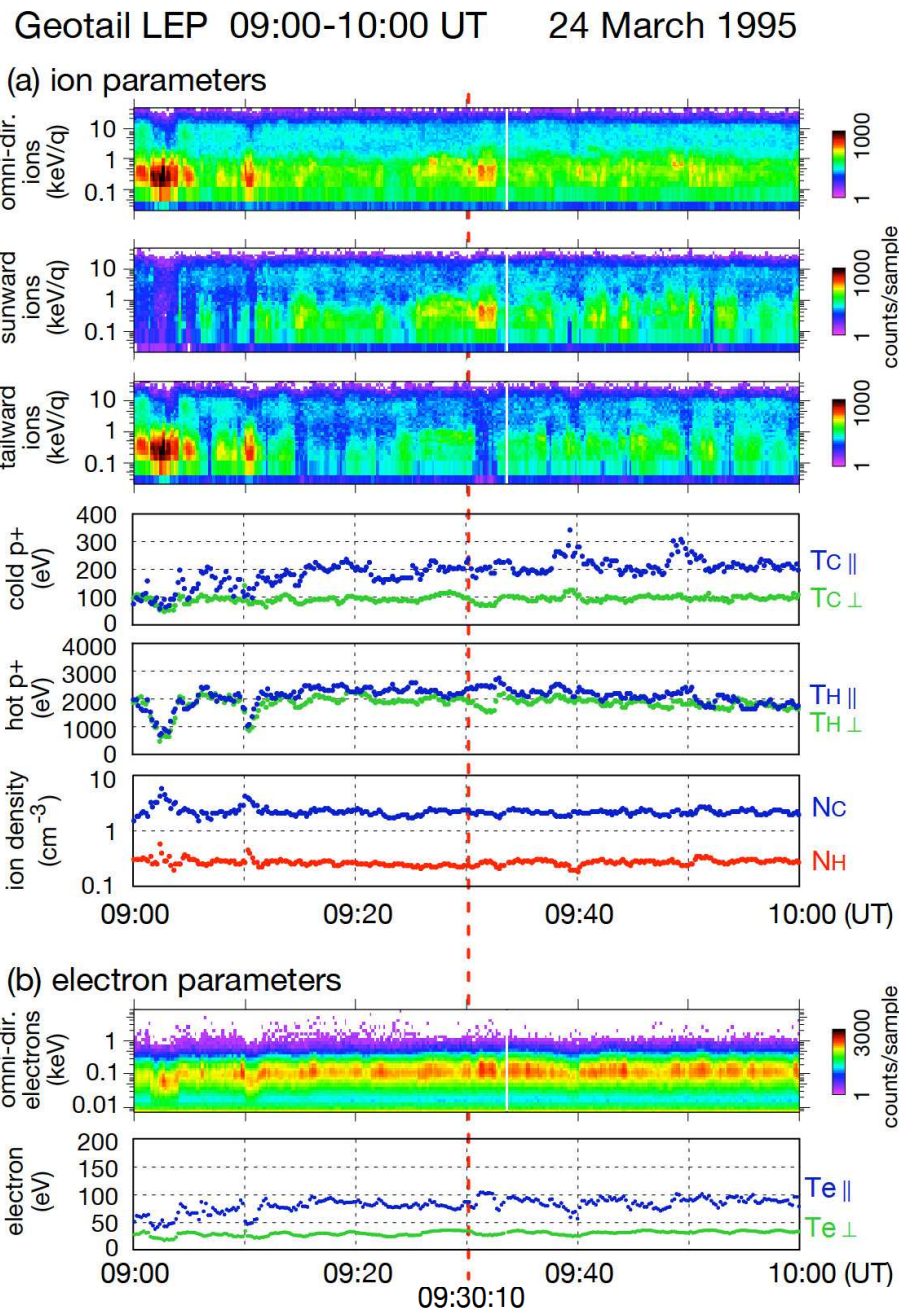 Geotail LEP 09:00-10:00 UT 24 March 1995
(a) ion parameters
omni-dir.
ions
(keV/q)
10
1
0.1
1000
1
sunward
ions
(keV/q)
10
1
0.1
1000
1
counts/sample
tailward
ions
(keV/q)
10
1
0.1
1000
1
cold p+
(eV)
400
300
200
100
0
TC ∥
TC ⊥
hot p+
(eV)
4000
3000
2000
1000
0
TH ∥
TH ⊥
ion density
(cm-3)
10
1
0.1
NC
NH
09:00 09:20 09:40 10:00 (UT)
(b) electron parameters
omni-dir.
electrons
(keV)
1
0.1
0.01
3000
1
counts/sample
electron
(eV)
200
150
100
50
0
Te ∥
Te ⊥
09:00 09:20 09:40 10:00 (UT)
09:30:10